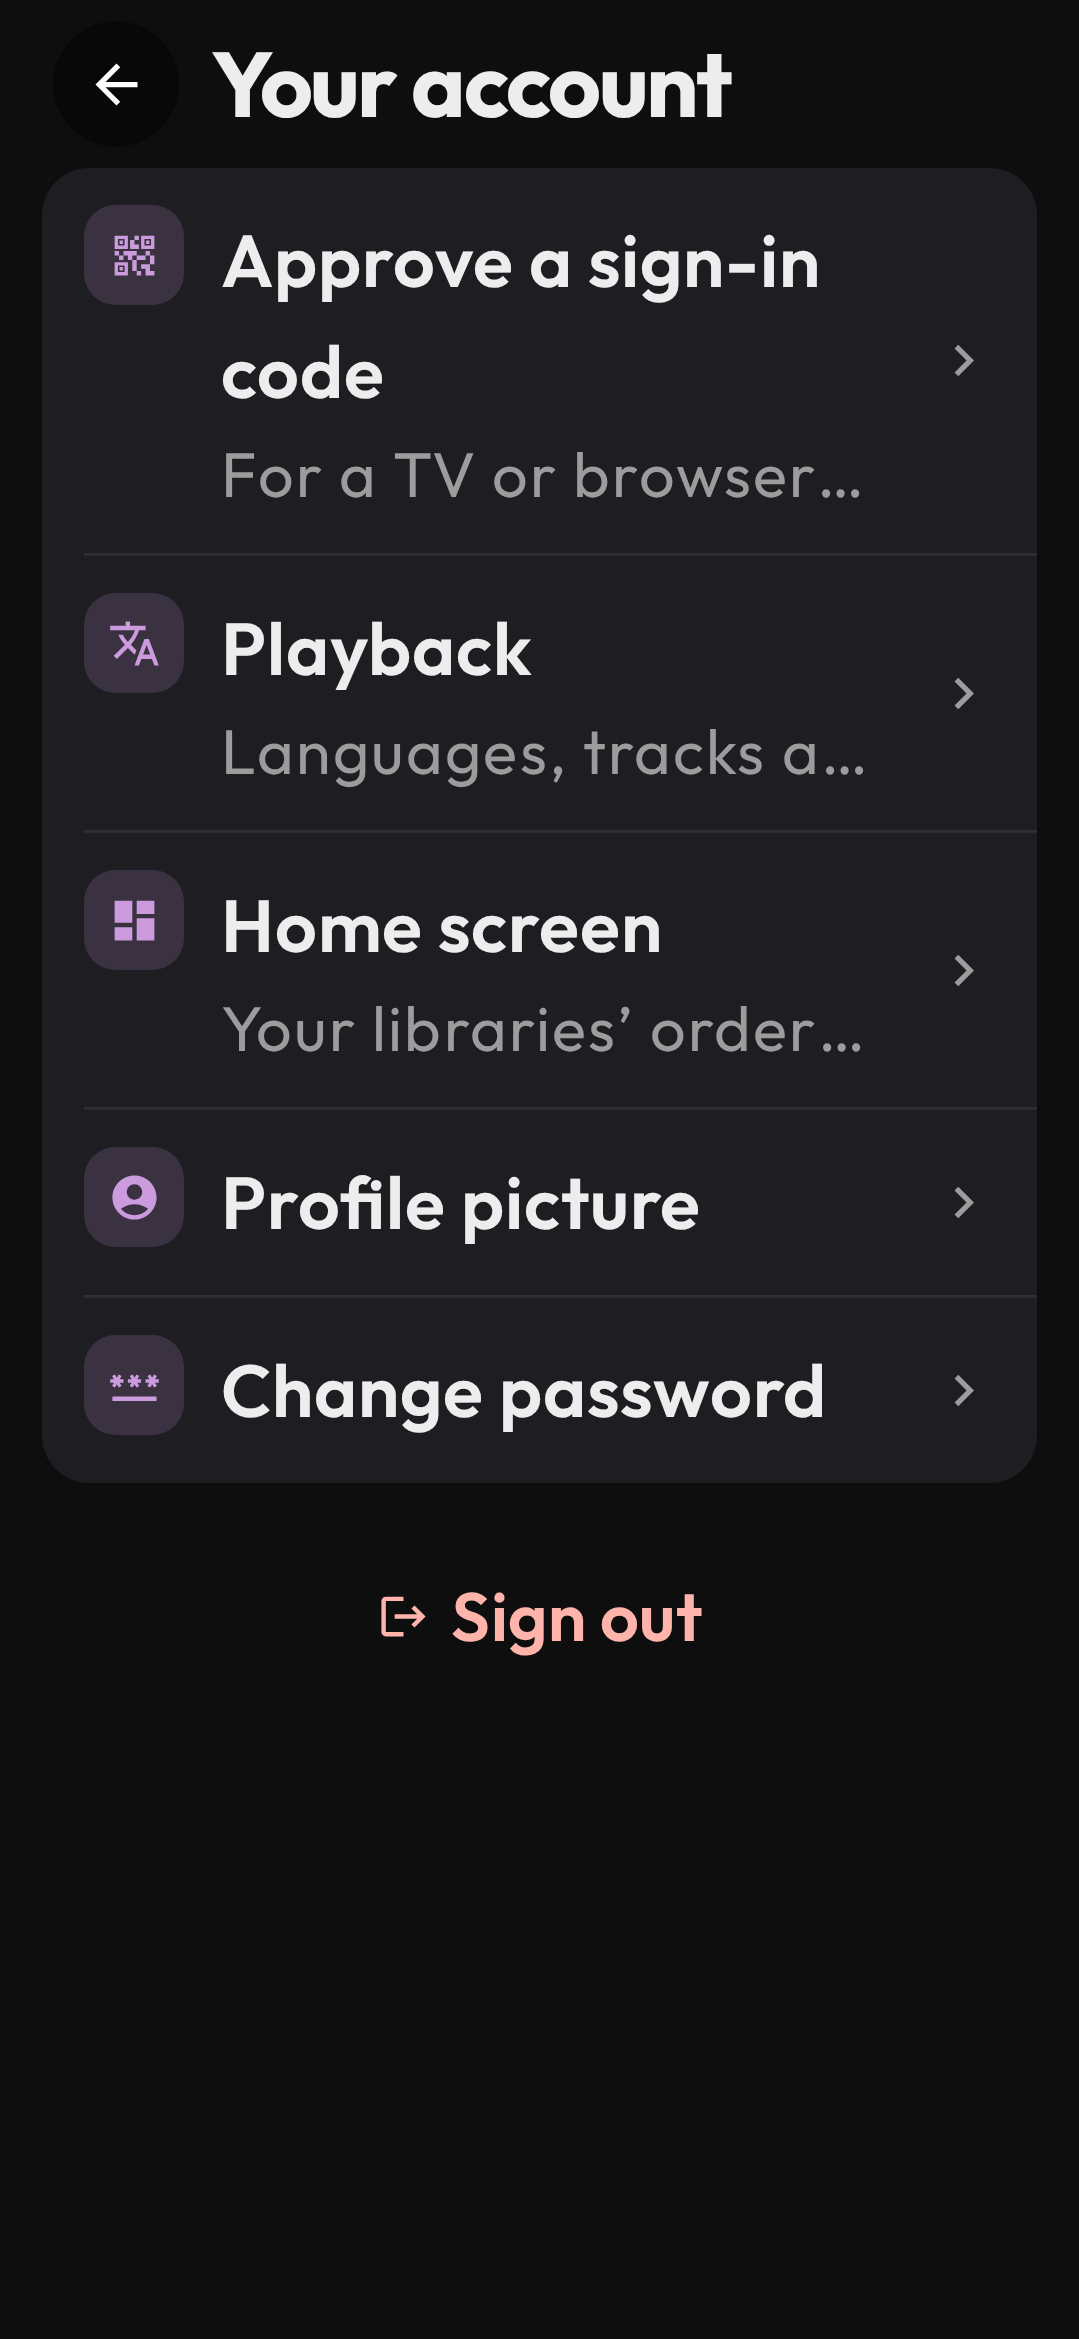 Your account
Approve a sign-in
code
For a TV or browser…
Playback
Languages, tracks a…
Home screen
Your libraries’ order…
Profile picture
Change password
Sign out